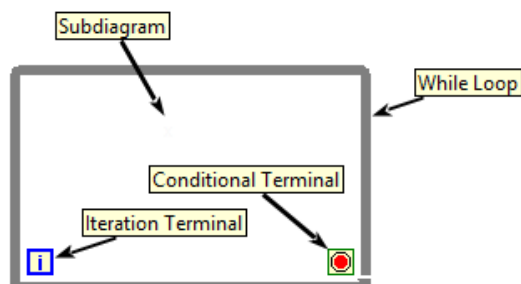 Subdiagram
While Loop
Conditional Terminal
Iteration Terminal
i